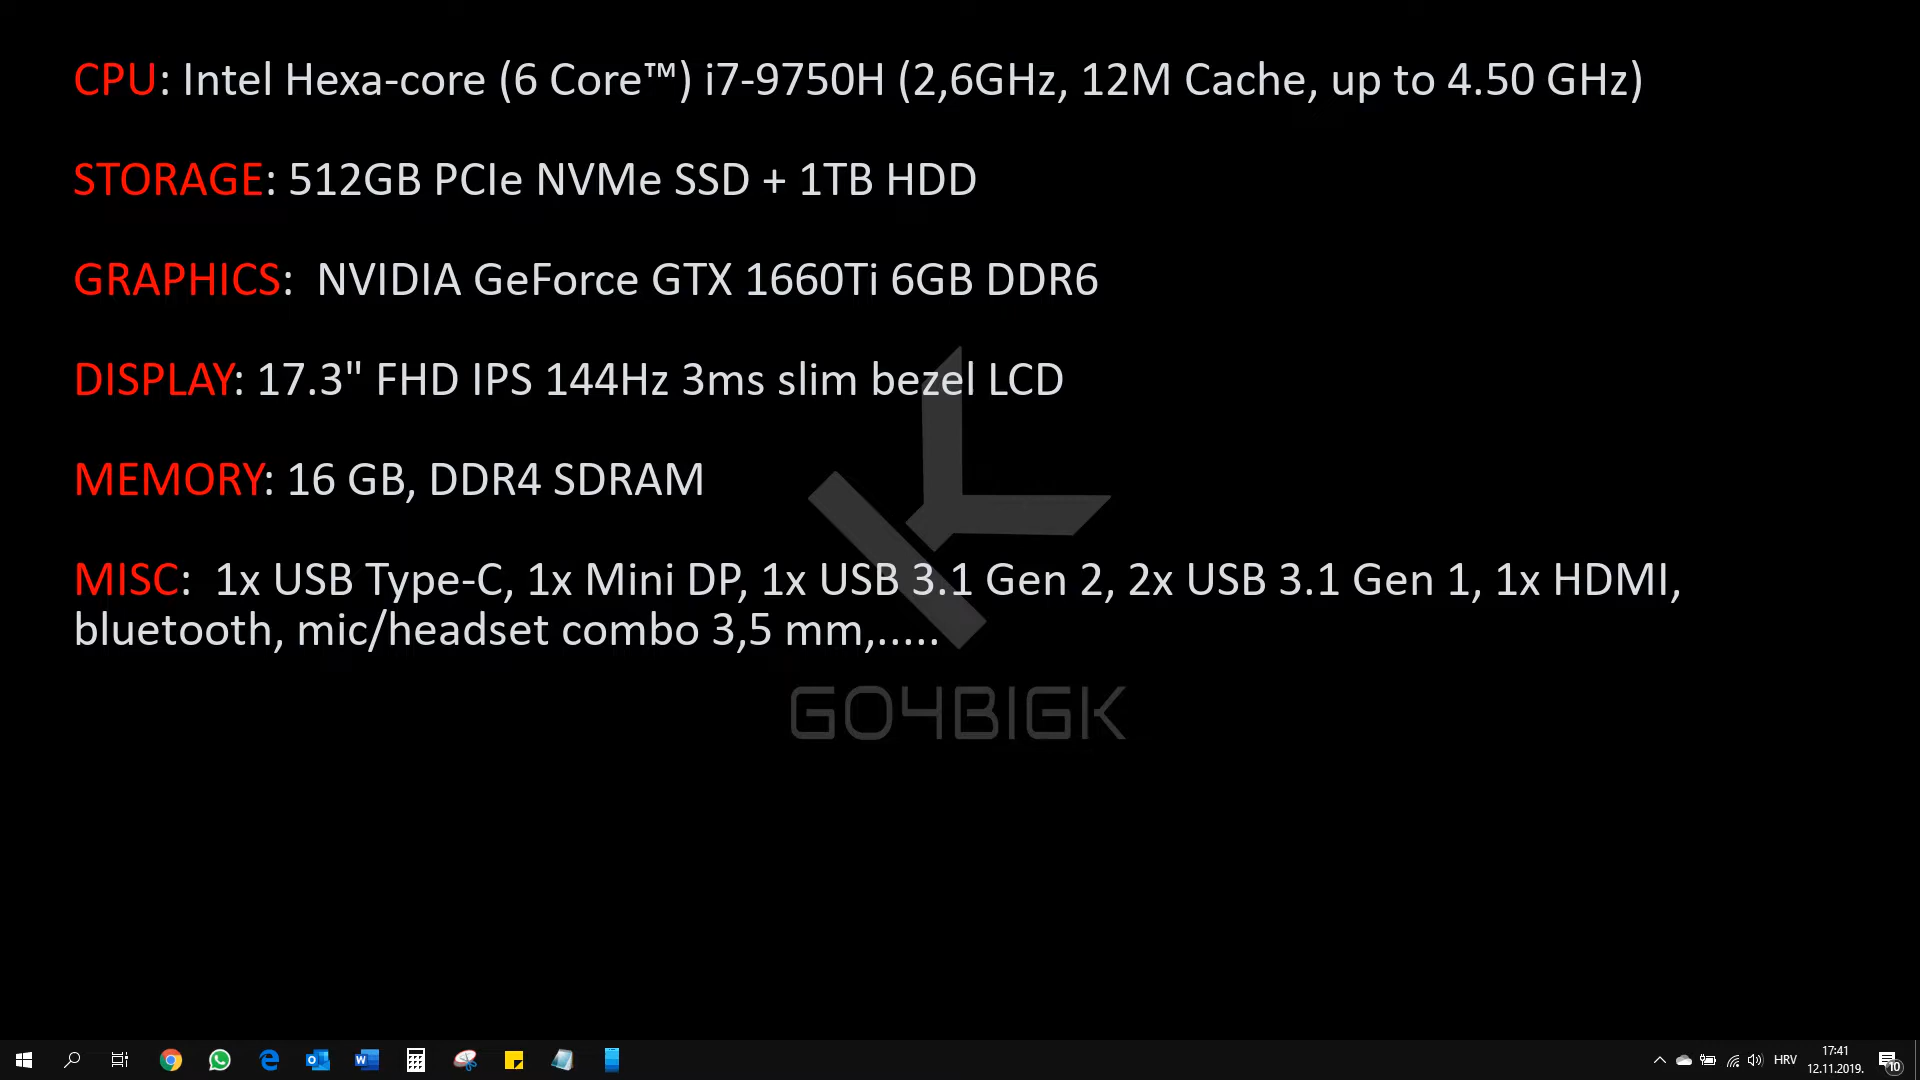 CPU: Intel Hexa-core (6 Core™) i7-9750H (2,6GHz, 12M Cache, up to 4.50 GHz)
STORAGE: 512GB PCIe NVMe SSD + 1TB HDD
GRAPHICS:  NVIDIA GeForce GTX 1660Ti 6GB DDR6
DISPLAY: 17.3" FHD IPS 144Hz 3ms slim bezel LCD
MEMORY: 16 GB, DDR4 SDRAM
MISC:  1x USB Type-C, 1x Mini DP, 1x USB 3.1 Gen 2, 2x USB 3.1 Gen 1, 1x HDMI,
bluetooth, mic/headset combo 3,5 mm,.....
GO4BIGK
HRV
17:41
12.11.2019.
10